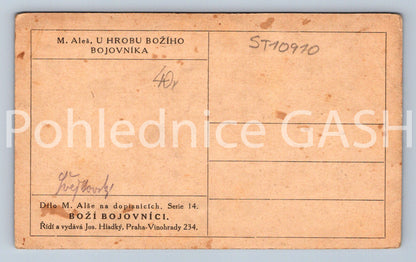 M. Aleš, U HROBU BOŽÍHO
BOJOVNÍKA
ST10910
Pohlednice GASH
Dílo M. Alše na dopisnicích. Serie 14.
BOŽÍ BOJOVNÍCI.
Řídí a vydává Jos. Hladký, Praha-Vinohrady 234.